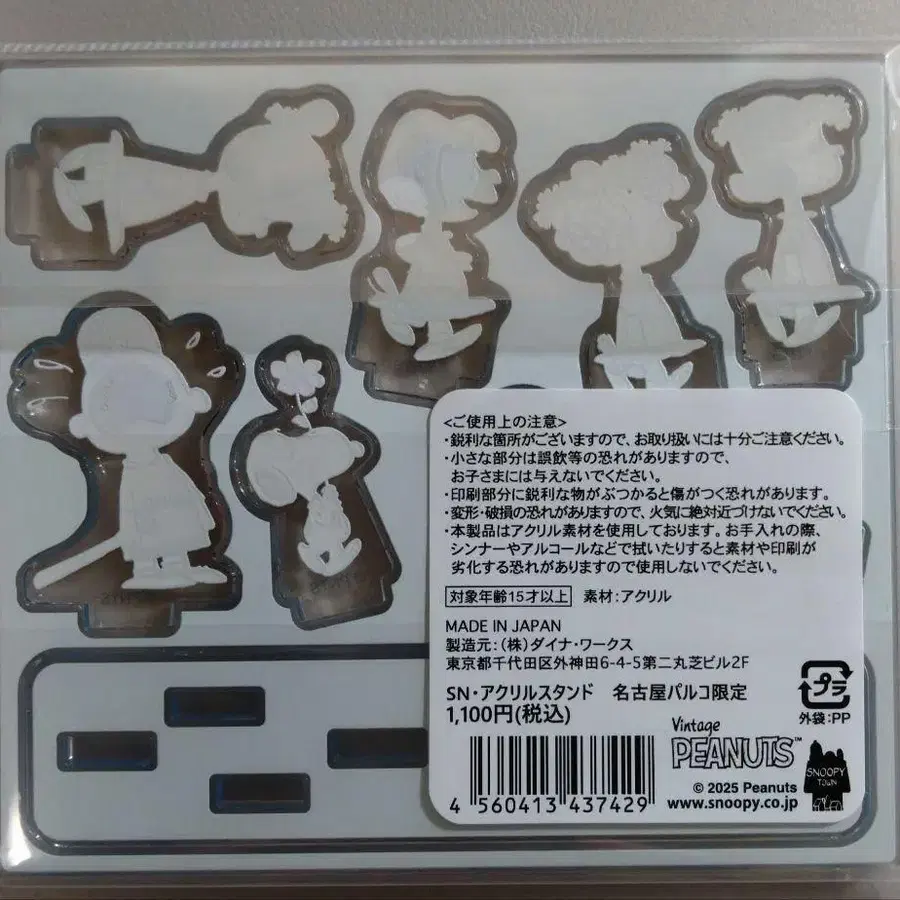 <ご使用上の注意>
・鋭利な箇所がございますので、お取り扱いには十分ご注意ください。
・小さな部分は誤飲等の恐れがありますので、
お子さまには与えないでください。
・印刷部分に鋭利な物がぶつかると傷がつく恐れがあります。
・変形・破損の恐れがありますので、火気に絶対近づけないでください。
・本製品はアクリル素材を使用しております。お手入れの際、
シンナーやアルコールなどで拭いたりすると素材や印刷が
劣化する恐れがありますので使用しないでください。
対象年齢15才以上 素材:アクリル
MADE IN JAPAN
製造元:(株)ダイナ・ワークス
東京都千代田区外神田6-4-5第二丸芝ビル2F
SN・アクリルスタンド 名古屋パルコ限定
1,100円(税込)
プラ
外袋:PP
Vintage
PEANUTS™
SNOOPY
TOWN
© 2025 Peanuts
www.snoopy.co.jp
4 560413 437429